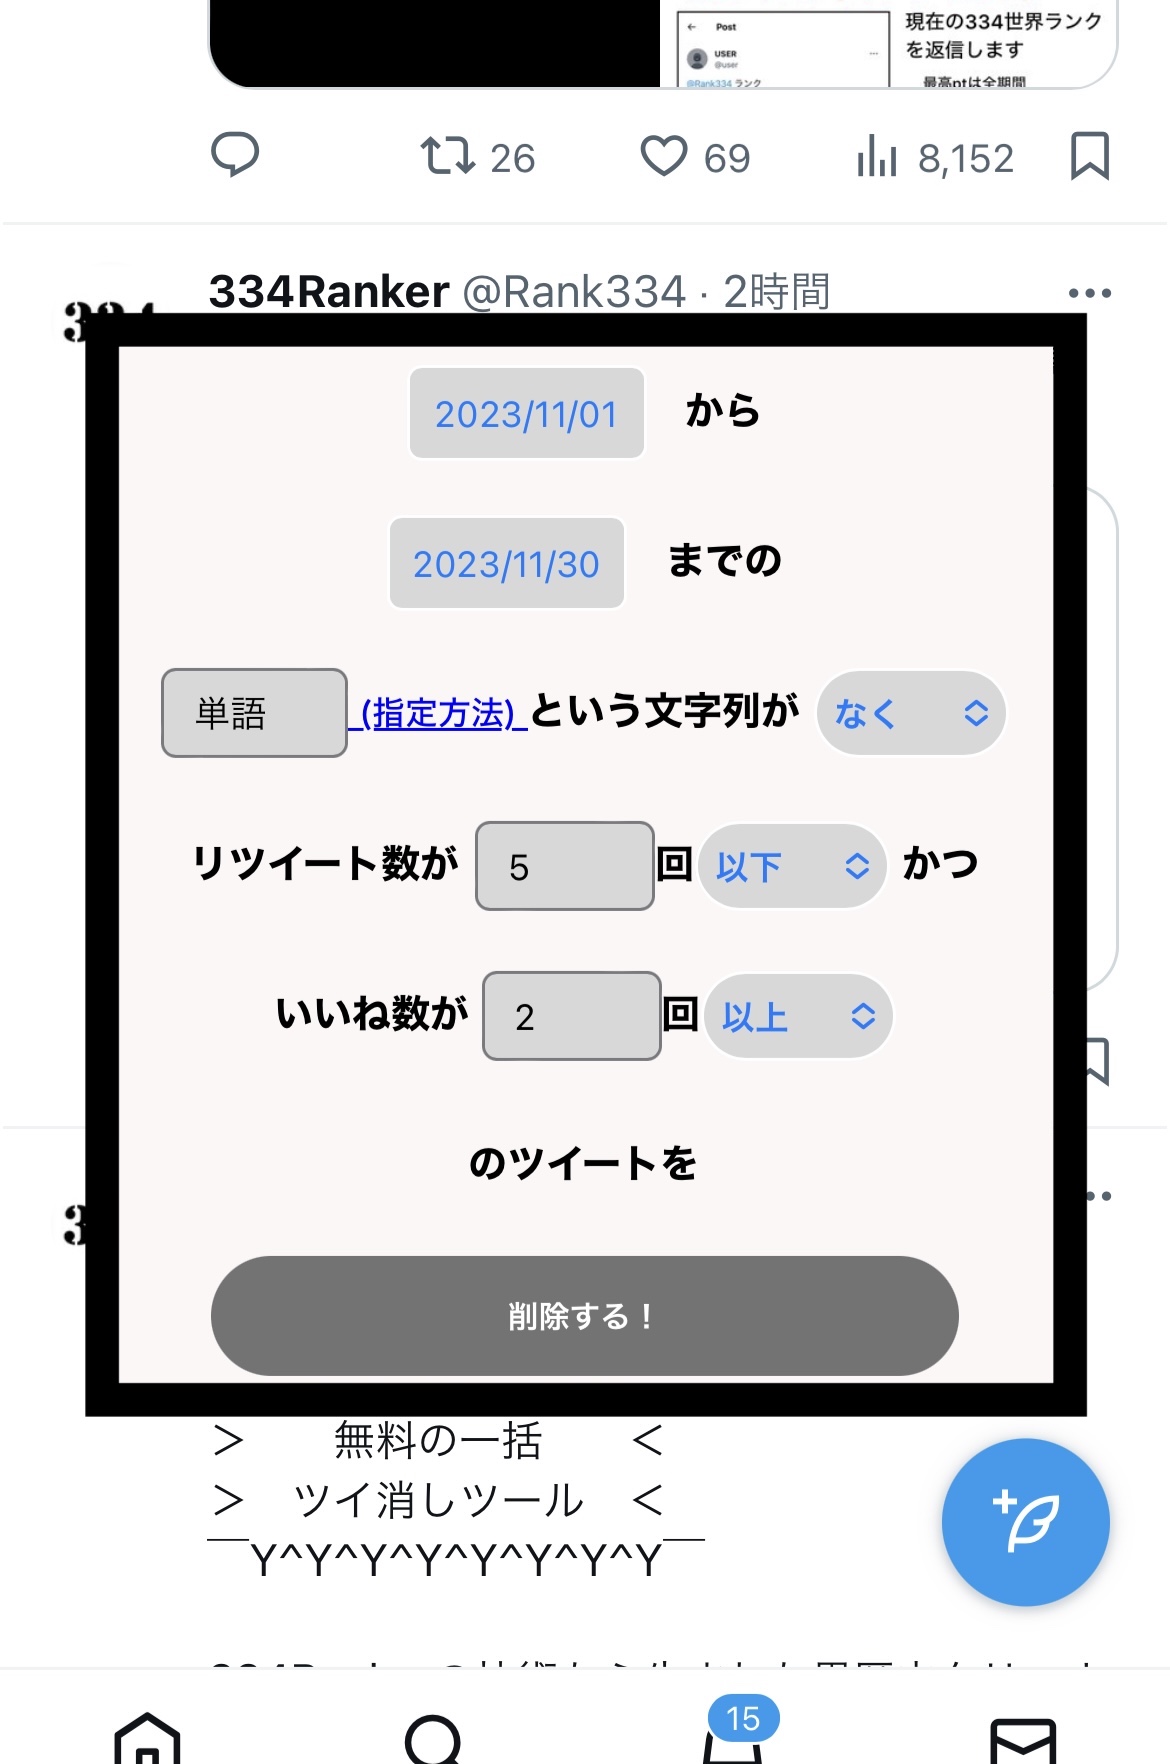 Post
USER
@user
@Rank334 ランク
現在の334世界ランク
を返信します
最高ptは全期間
26 69 8,152
334Ranker @Rank334 · 2時間
2023/11/01 から
2023/11/30 までの
単語 (指定方法) という文字列が なく
リツイート数が 5 回 以下 かつ
いいね数が 2 回 以上
のツイートを
削除する！
＞ 無料の一括 ＜
＞ ツイ消しツール ＜
￣Y^Y^Y^Y^Y^Y^Y^Y^Y￣
15